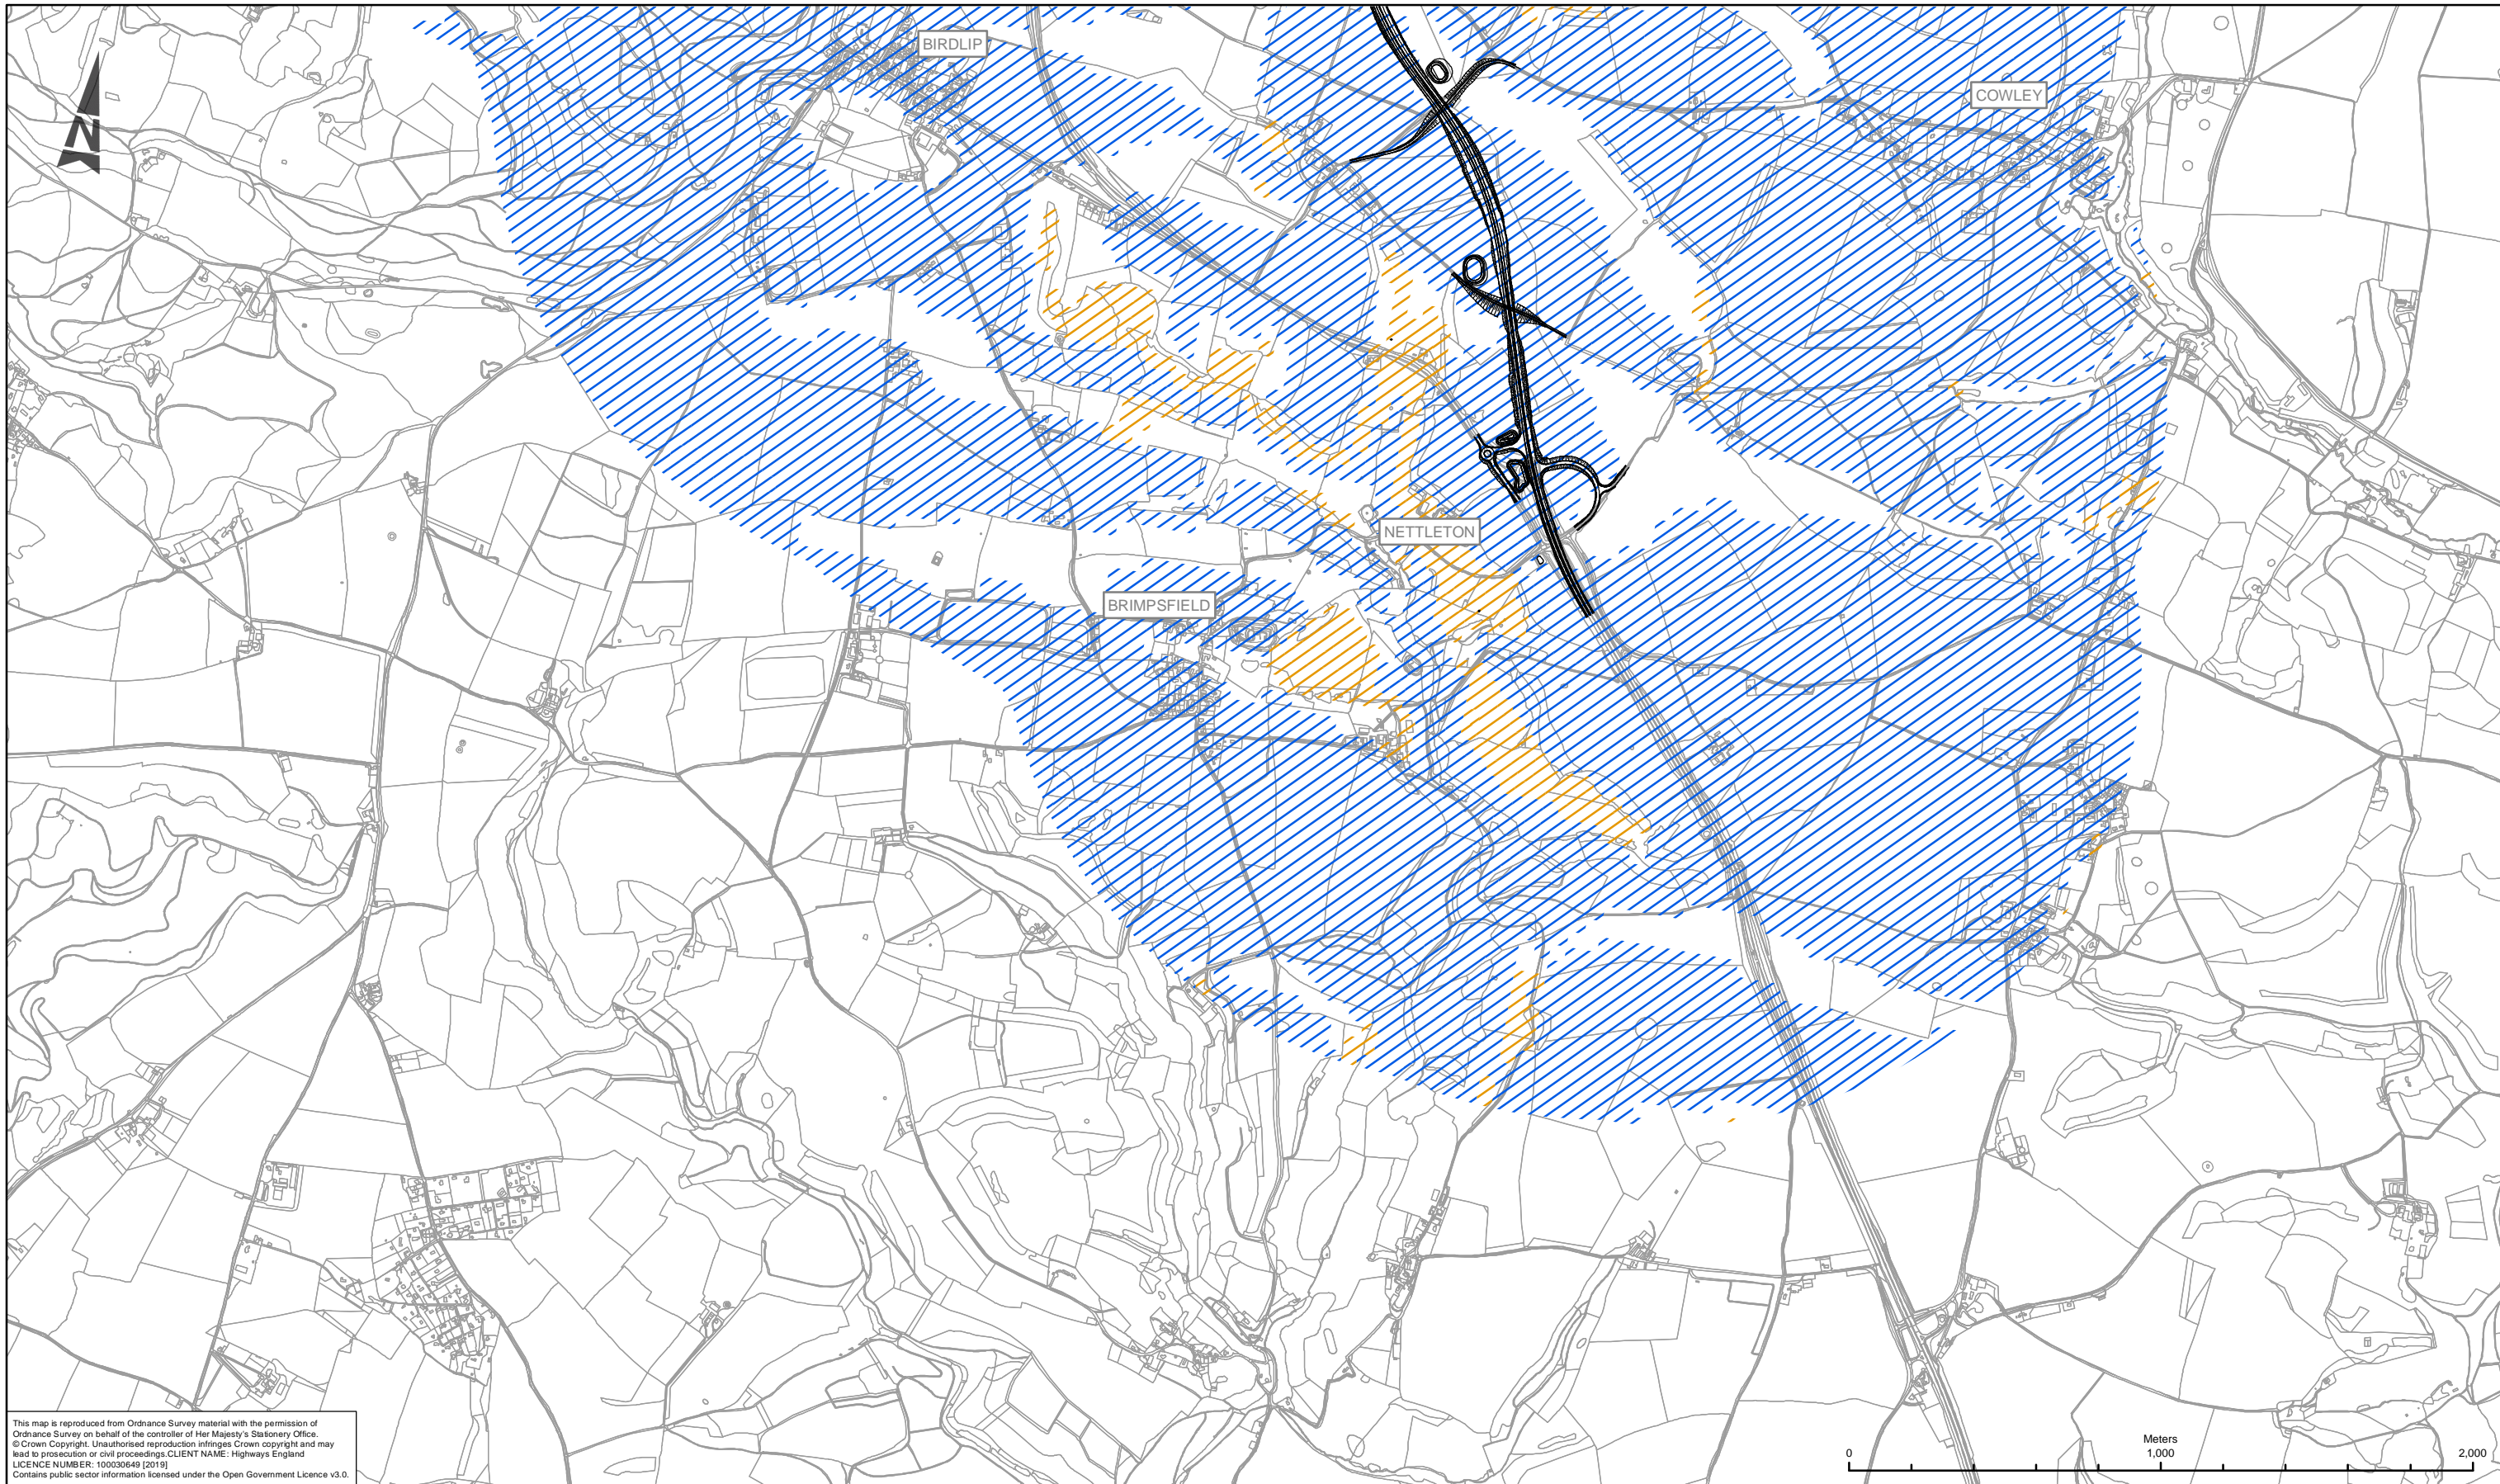 BIRDLIP
COWLEY
N
NETTLETON
BRIMPSFIELD
This map is reproduced from Ordnance Survey material with the permission of
Ordnance Survey on behalf of the controller of Her Majesty's Stationery Office.
© Crown Copyright. Unauthorised reproduction infringes Crown copyright and may
lead to prosecution or civil proceedings.CLIENT NAME: Highways England
LICENCE NUMBER: 100030649 [2019]
Contains public sector information licensed under the Open Government Licence v3.0.
Meters
0 1,000 2,000